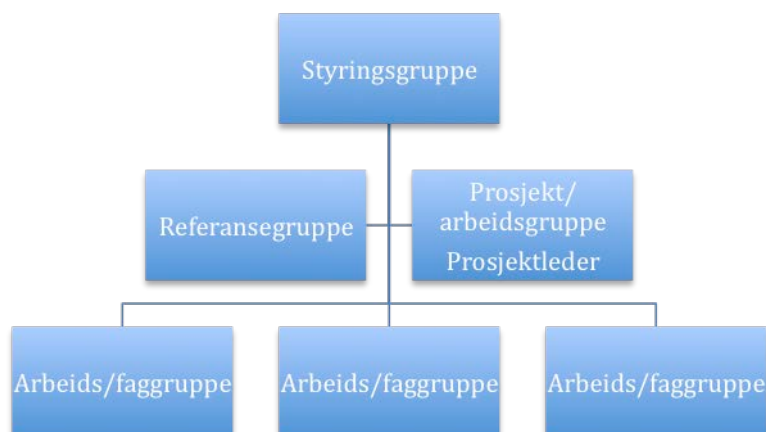 Styringsgruppe
Referansegruppe
Prosjekt/
arbeidsgruppe
Prosjektleder
Arbeids/faggruppe
Arbeids/faggruppe
Arbeids/faggruppe